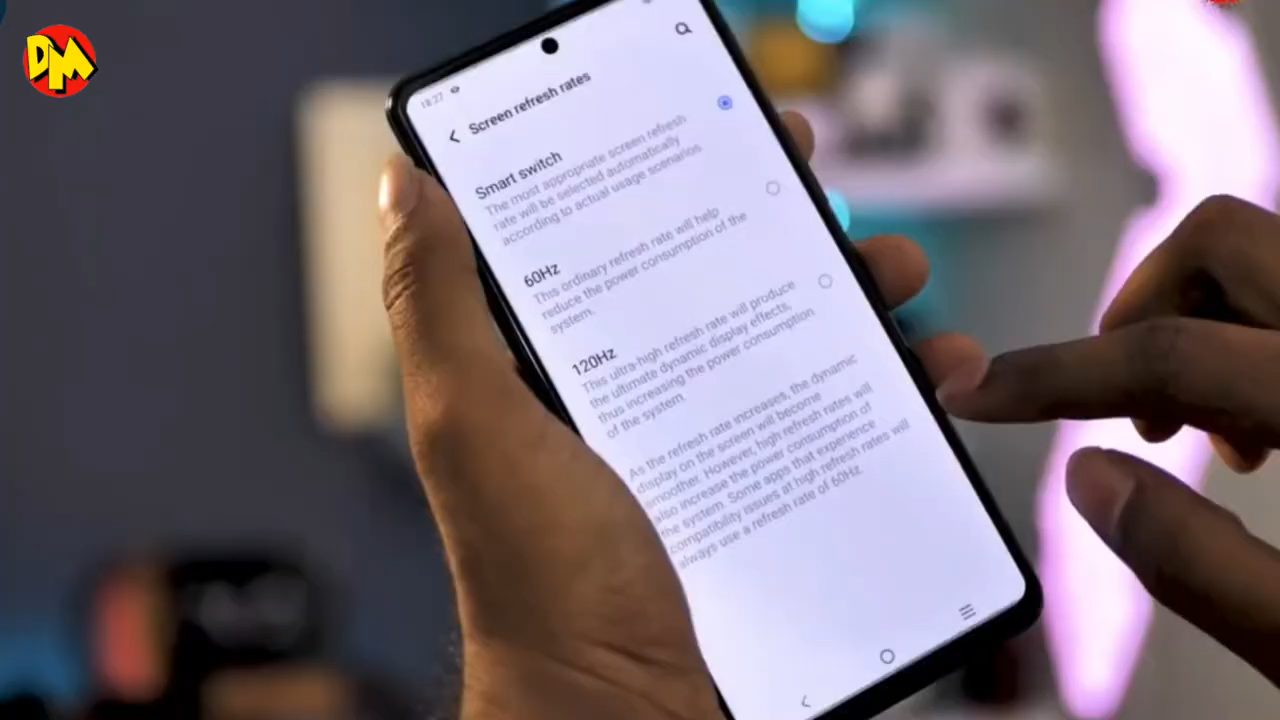 DM
18:27
Screen refresh rates
Smart switch
The most appropriate screen refresh
rate will be selected automatically
according to actual usage scenarios
60Hz
This ordinary refresh rate will help
reduce the power consumption of the
system.
120Hz
This ultra-high refresh rate will produce
the ultimate dynamic display effects,
thus increasing the power consumption
of the system.
As the refresh rate increases, the dynamic
display on the screen will become
smoother. However, high refresh rates will
also increase the power consumption of
the system. Some apps that experience
compatibility issues at high refresh rates will
always use a refresh rate of 60Hz.